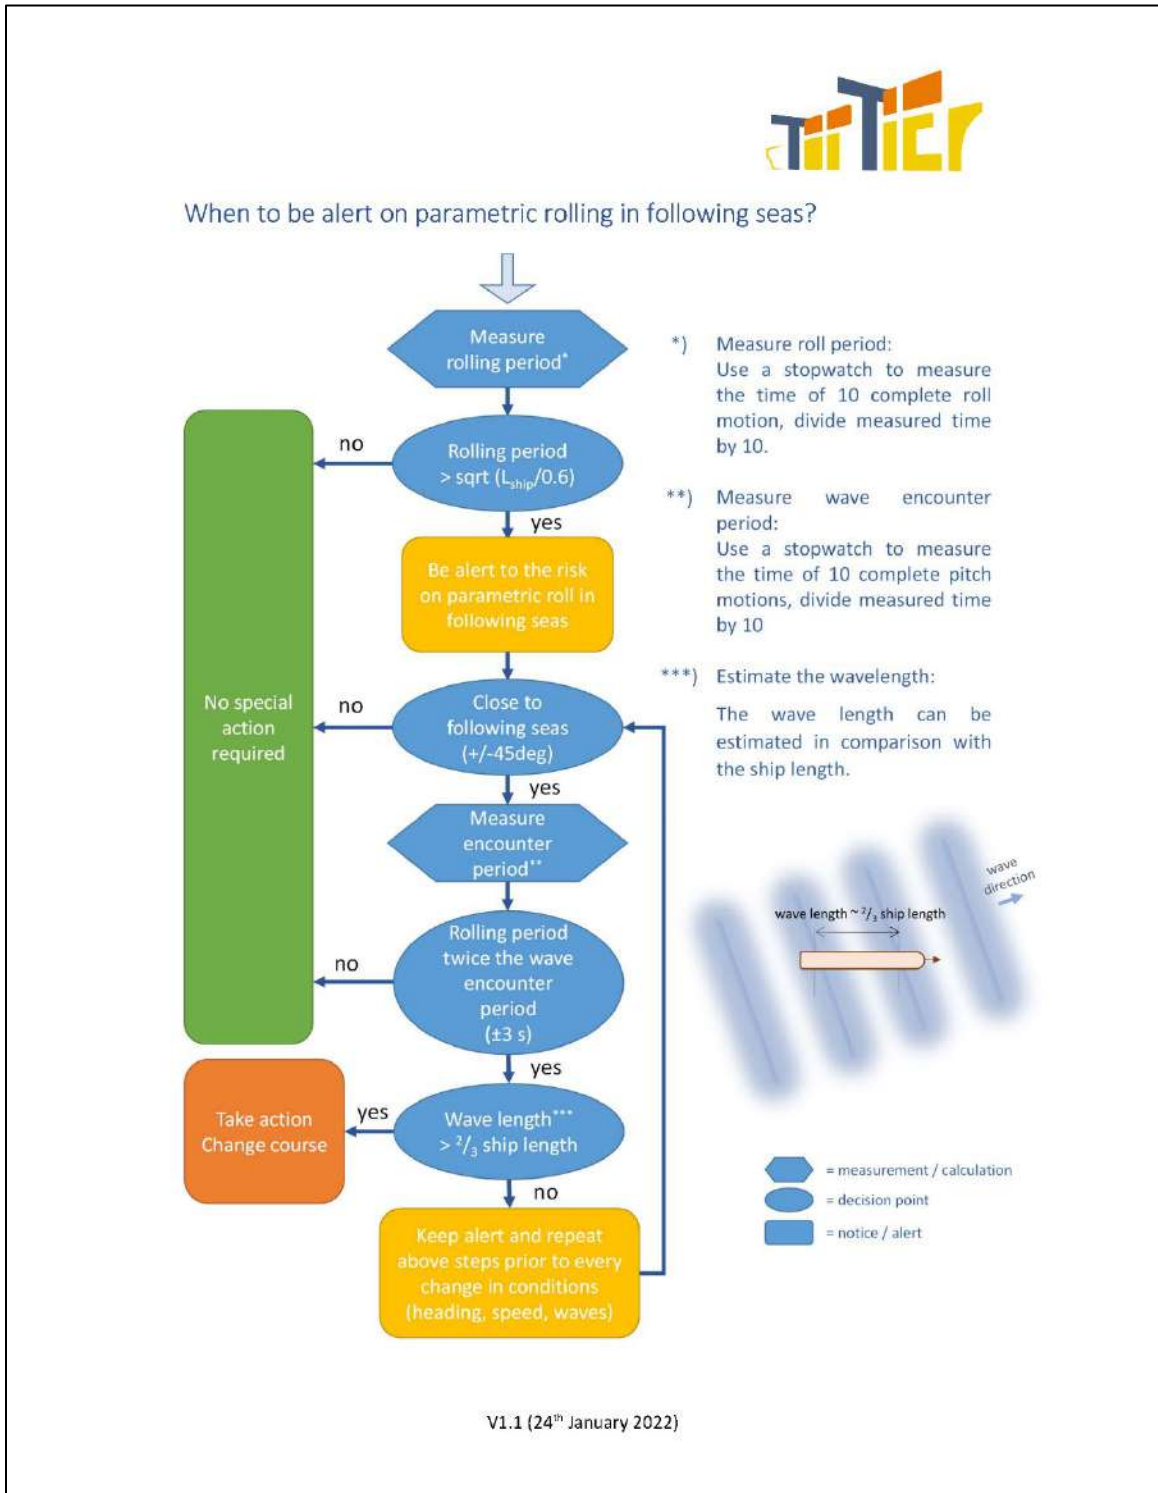 TIER
When to be alert on parametric rolling in following seas?
Measure
rolling period*
Rolling period
> sqrt (Lship/0.6)
no
yes
Be alert to the risk
on parametric roll in
following seas
Close to
following seas
(+/-45deg)
no
yes
No special
action
required
Measure
encounter
period**
Rolling period
twice the wave
encounter
period
(±3 s)
no
yes
Wave length***
> 2/3 ship length
yes
Take action
Change course
no
Keep alert and repeat
above steps prior to every
change in conditions
(heading, speed, waves)
*) Measure roll period:
Use a stopwatch to measure
the time of 10 complete roll
motion, divide measured time
by 10.
**) Measure wave encounter
period:
Use a stopwatch to measure
the time of 10 complete pitch
motions, divide measured time
by 10
***) Estimate the wavelength:
The wave length can be
estimated in comparison with
the ship length.
wave
direction
wave length ~ 2/3 ship length
= measurement / calculation
= decision point
= notice / alert
V1.1 (24th January 2022)